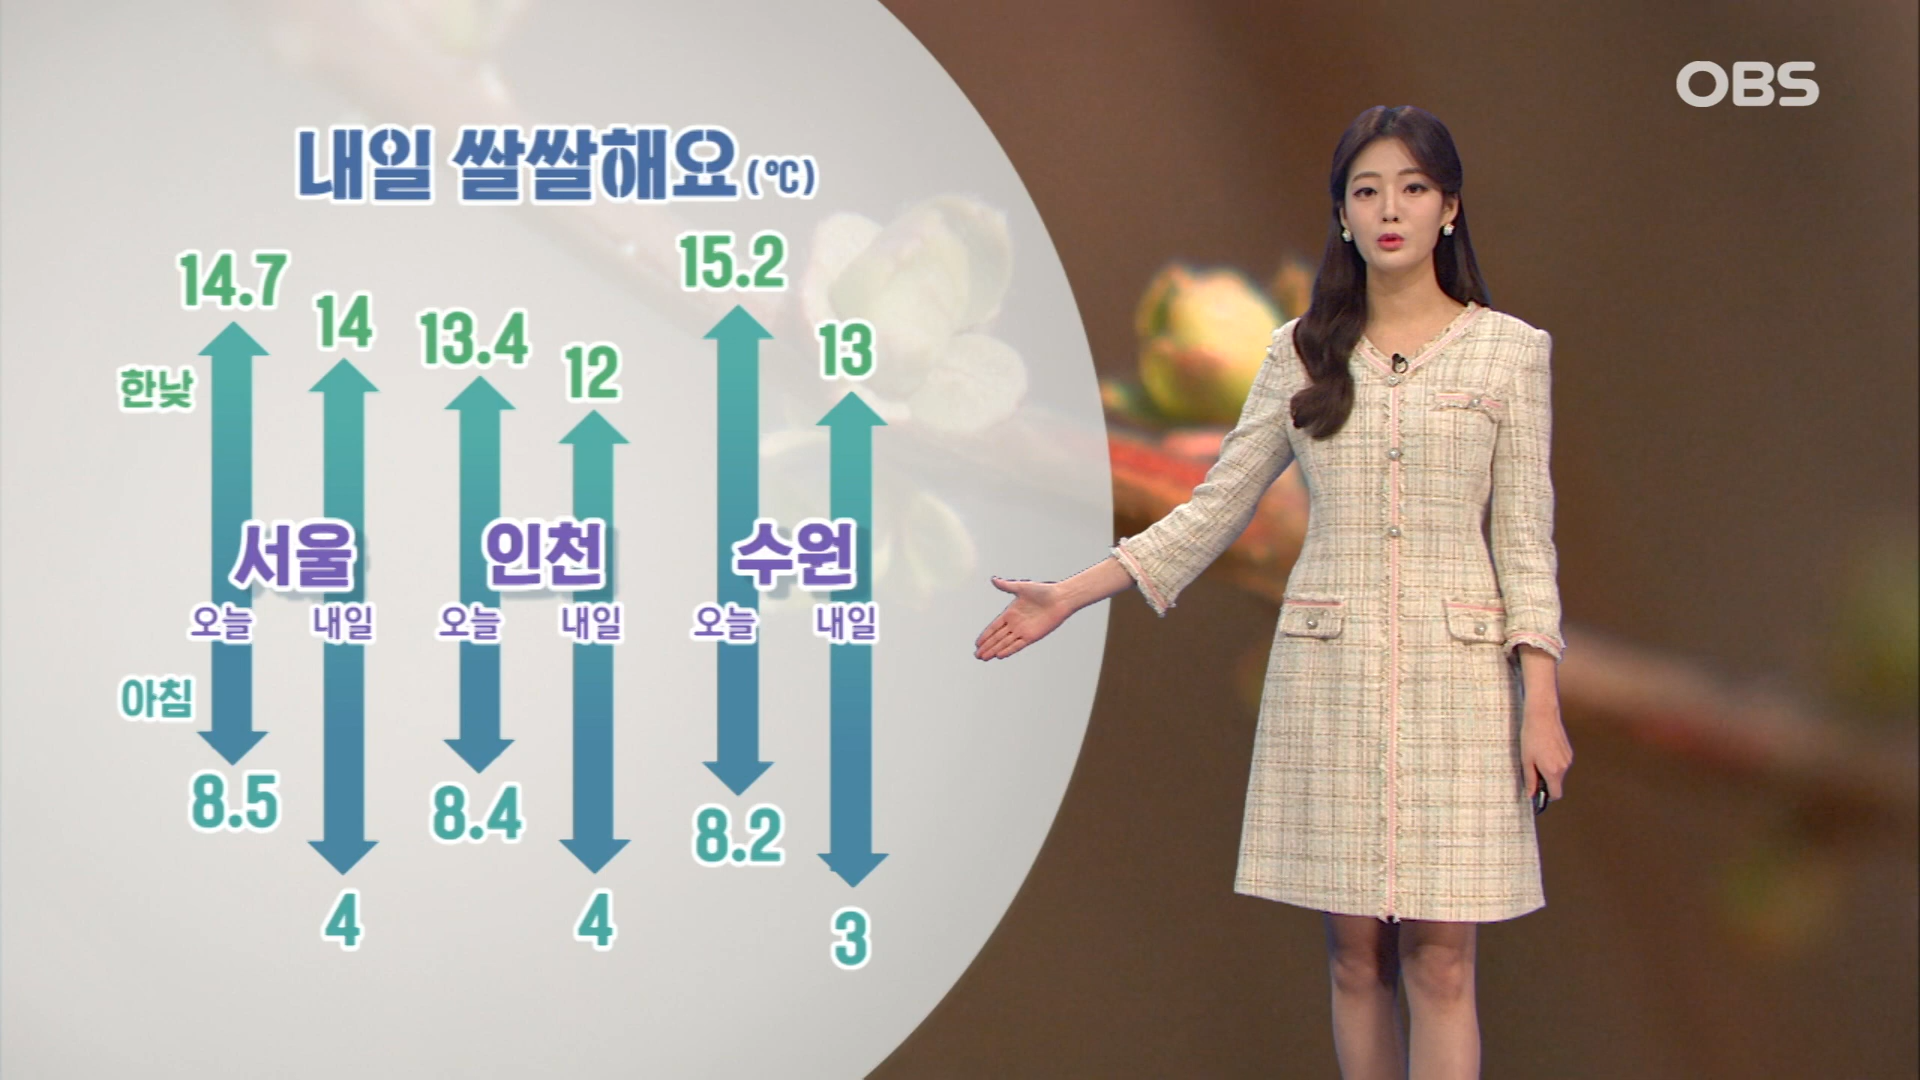 OBS
내일 쌀쌀해요(℃)
14.7 14 13.4 12 15.2 13
한낮
서울 인천 수원
오늘 내일 오늘 내일 오늘 내일
아침
8.5 4 8.4 4 8.2 3